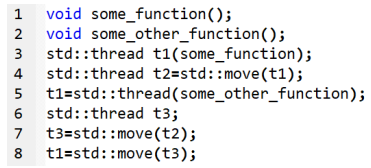 1 void some_function();
2 void some_other_function();
3 std::thread t1(some_function);
4 std::thread t2=std::move(t1);
5 t1=std::thread(some_other_function);
6 std::thread t3;
7 t3=std::move(t2);
8 t1=std::move(t3);